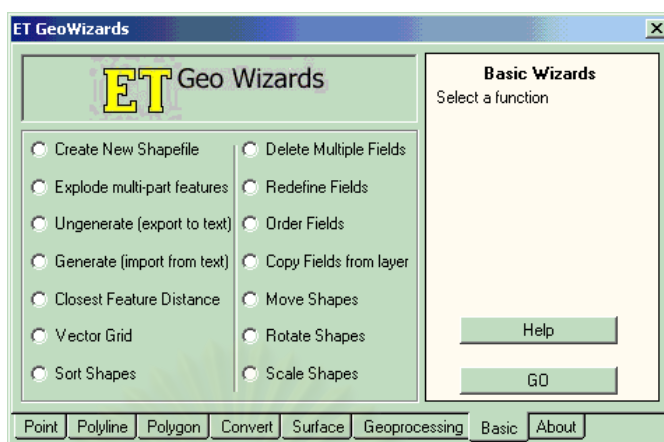 ET GeoWizards
ET Geo Wizards
Create New Shapefile
Explode multi-part features
Ungenerate (export to text)
Generate (import from text)
Closest Feature Distance
Vector Grid
Sort Shapes
Delete Multiple Fields
Redefine Fields
Order Fields
Copy Fields from layer
Move Shapes
Rotate Shapes
Scale Shapes
Basic Wizards
Select a function
Help
GO
Point Polyline Polygon Convert Surface Geoprocessing Basic About